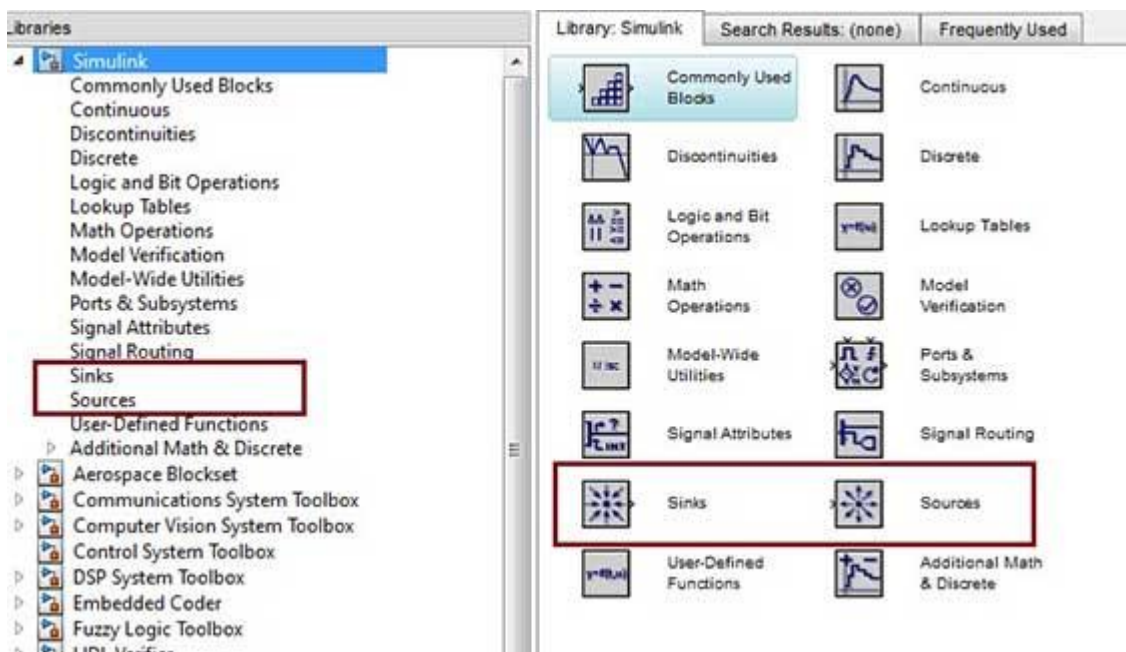 Libraries
Simulink
Commonly Used Blocks
Continuous
Discontinuities
Discrete
Logic and Bit Operations
Lookup Tables
Math Operations
Model Verification
Model-Wide Utilities
Ports & Subsystems
Signal Attributes
Signal Routing
Sinks
Sources
User-Defined Functions
Additional Math & Discrete
Aerospace Blockset
Communications System Toolbox
Computer Vision System Toolbox
Control System Toolbox
DSP System Toolbox
Embedded Coder
Fuzzy Logic Toolbox
Library: Simulink Search Results: (none) Frequently Used
Commonly Used
Blocks
Continuous
Discontinuities
Discrete
Logic and Bit
Operations
Lookup Tables
Math
Operations
Model
Verification
Model-Wide
Utilities
Ports &
Subsystems
Signal Attributes
Signal Routing
Sinks
Sources
User-Defined
Functions
Additional Math
& Discrete